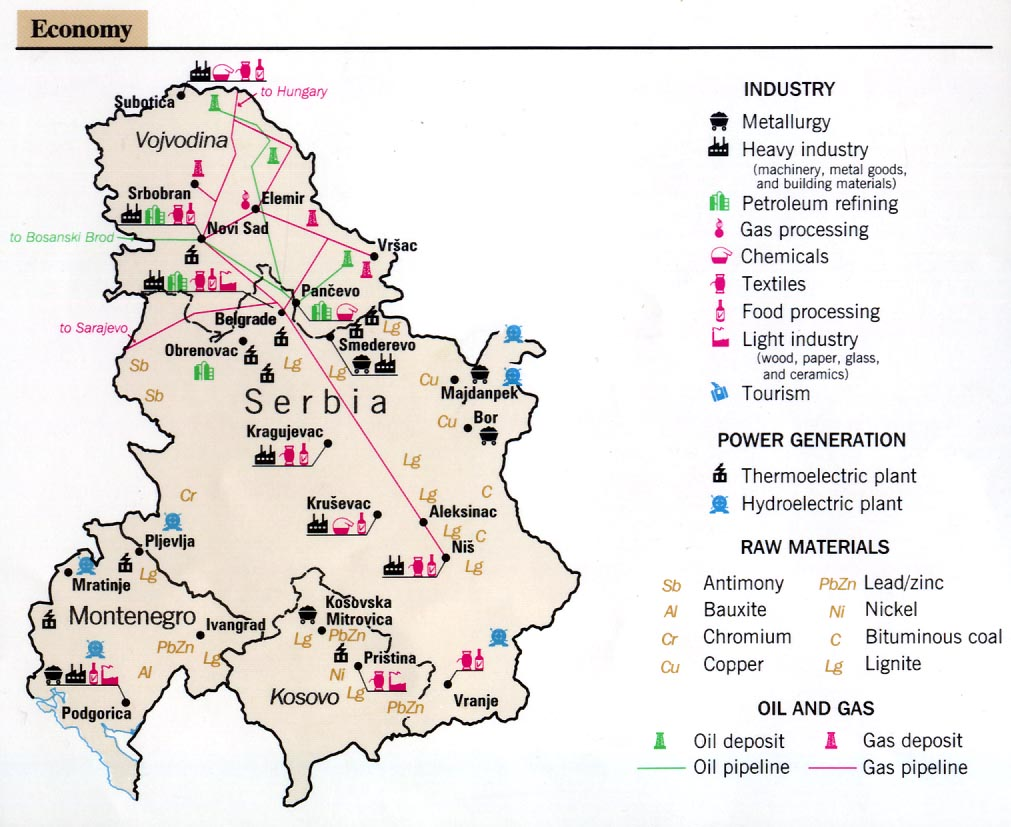 Economy
to Hungary
Subotica
Vojvodina
Srbobran
Elemir
Novi Sad
to Bosanski Brod
Vršac
Pančevo
Belgrade
to Sarajevo
Lg
Smederevo
Obrenovac
Sb
Lg
Lg
Cu
Majdanpek
Sb
Serbia
Cu
Bor
Kragujevac
Lg
Cr
Lg
C
Kruševac
Aleksinac
Lg
C
Pljevlja
Niš
Lg
Lg
Mratinje
Montenegro
Kosovska
Mitrovica
Ivangrad
Lg
PbZn
PbZn
Lg
Pristina
Al
Ni
Lg
Kosovo
PbZn
Vranje
Podgorica
INDUSTRY
Metallurgy
Heavy industry
(machinery, metal goods,
and building materials)
Petroleum refining
Gas processing
Chemicals
Textiles
Food processing
Light industry
(wood, paper, glass,
and ceramics)
Tourism
POWER GENERATION
Thermoelectric plant
Hydroelectric plant
RAW MATERIALS
Sb Antimony PbZn Lead/zinc
Al Bauxite Ni Nickel
Cr Chromium C Bituminous coal
Cu Copper Lg Lignite
OIL AND GAS
Oil deposit Gas deposit
Oil pipeline Gas pipeline